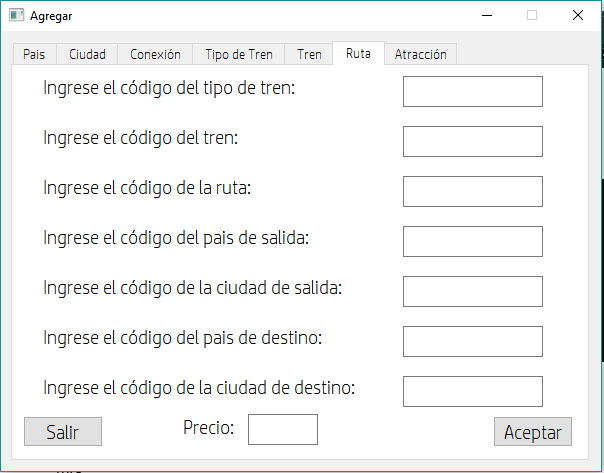 Agregar
Pais Ciudad Conexión Tipo de Tren Tren Ruta Atracción
Ingrese el código del tipo de tren:
Ingrese el código del tren:
Ingrese el código de la ruta:
Ingrese el código del pais de salida:
Ingrese el código de la ciudad de salida:
Ingrese el código del pais de destino:
Ingrese el código de la ciudad de destino:
Salir Precio: Aceptar